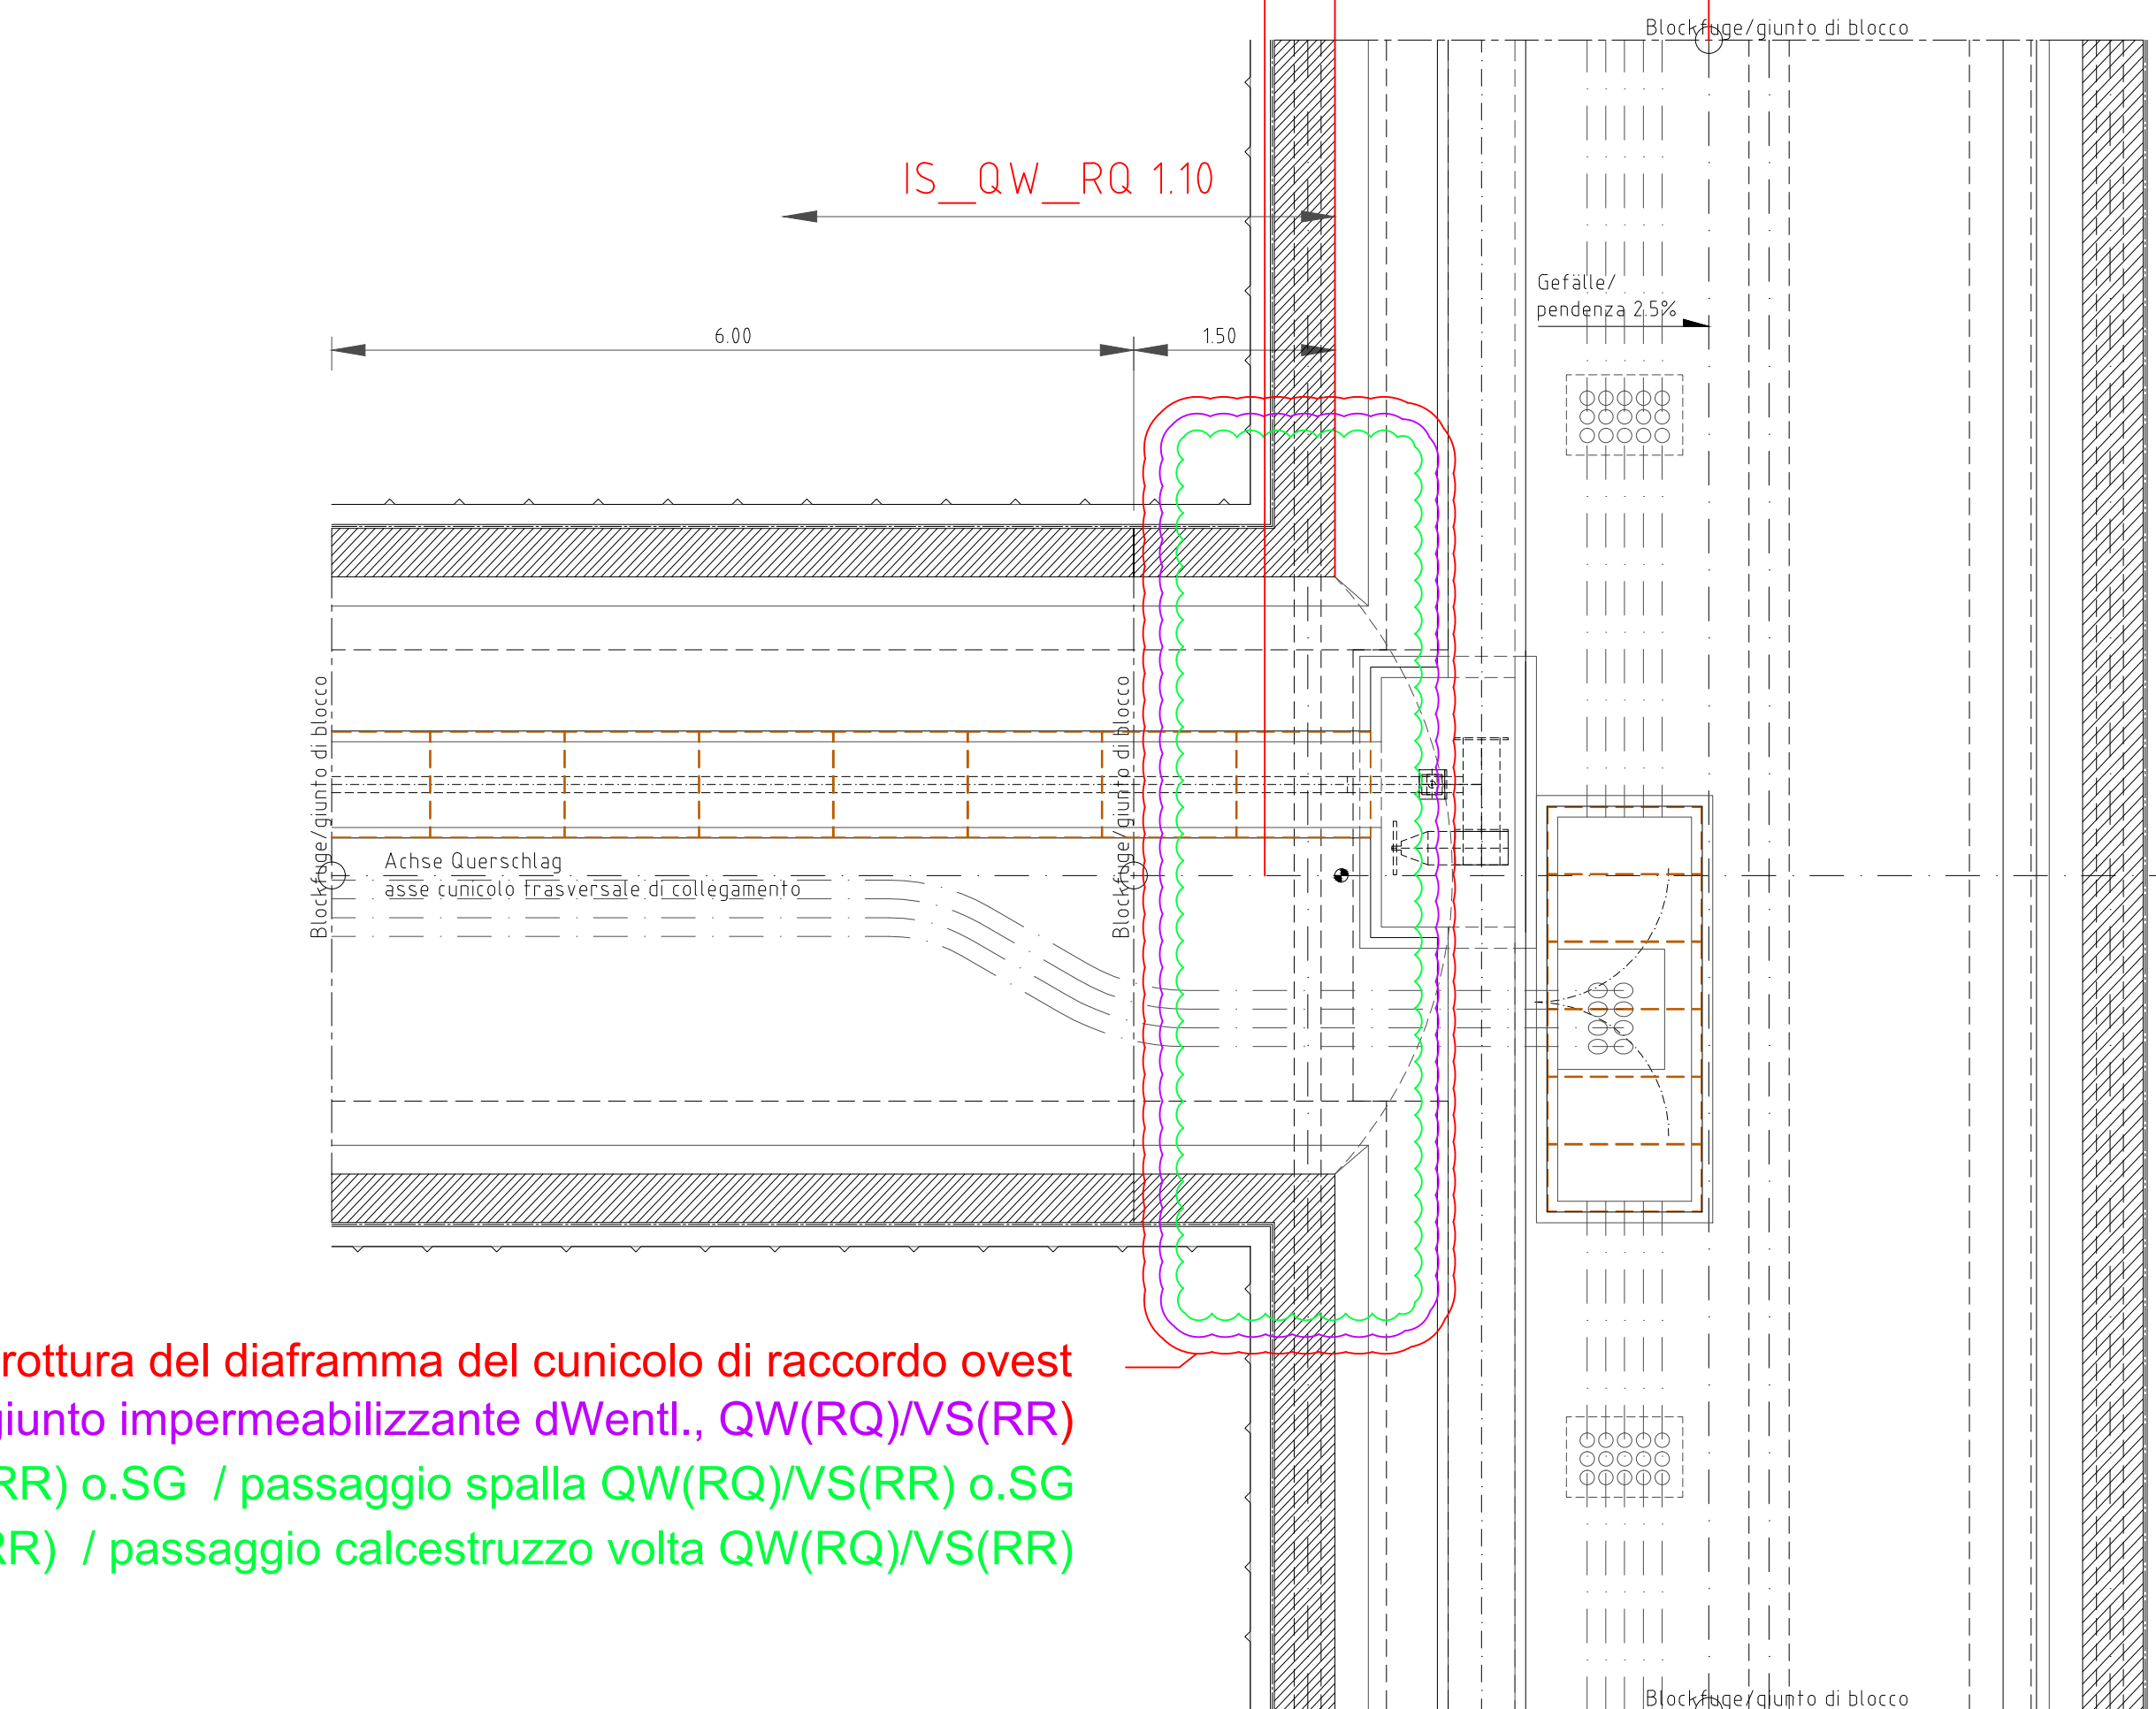 Blockfuge/giunto di blocco
IS_QW_RQ 1.10
Gefälle/
pendenza 2.5%
6.00
1.50
Blockfuge/giunto di blocco
Blockfuge/giunto di blocco
Achse Querschlag
asse cunicolo trasversale di collegamento
rottura del diaframma del cunicolo di raccordo ovest
giunto impermeabilizzante dWentl., QW(RQ)/VS(RR)
RR) o.SG / passaggio spalla QW(RQ)/VS(RR) o.SG
RR) / passaggio calcestruzzo volta QW(RQ)/VS(RR)
Blockfuge/giunto di blocco